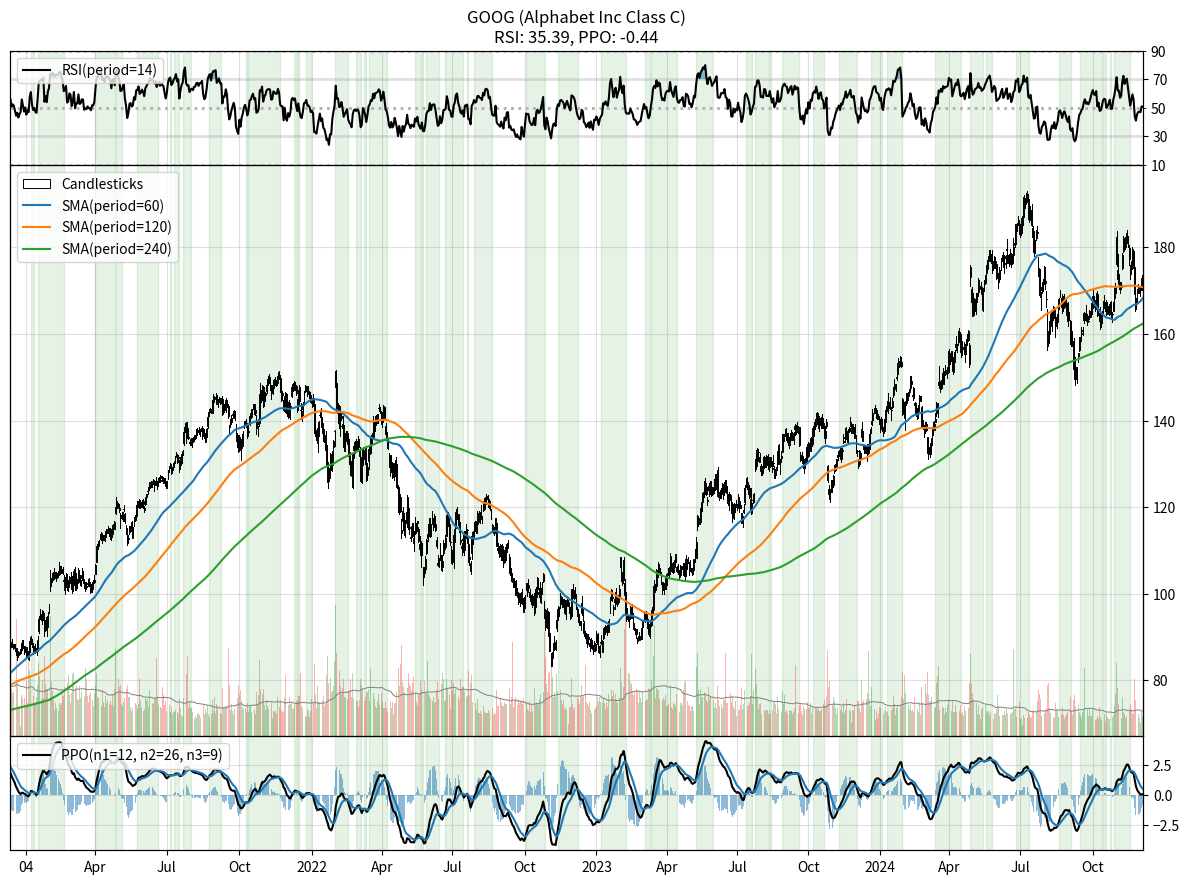 GOOG (Alphabet Inc Class C)
RSI: 35.39, PPO: -0.44
RSI(period=14)
90
70
50
30
10
Candlesticks
SMA(period=60)
SMA(period=120)
SMA(period=240)
180
160
140
120
100
80
PPO(n1=12, n2=26, n3=9)
2.5
0.0
−2.5
04 Apr Jul Oct 2022 Apr Jul Oct 2023 Apr Jul Oct 2024 Apr Jul Oct